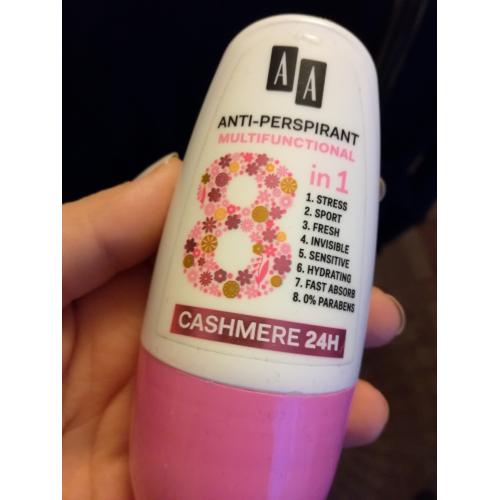 AA
ANTI-PERSPIRANT
MULTIFUNCTIONAL
8 in 1
1. STRESS
2. SPORT
3. FRESH
4. INVISIBLE
5. SENSITIVE
6. HYDRATING
7. FAST ABSORB
8. 0% PARABENS
CASHMERE 24H